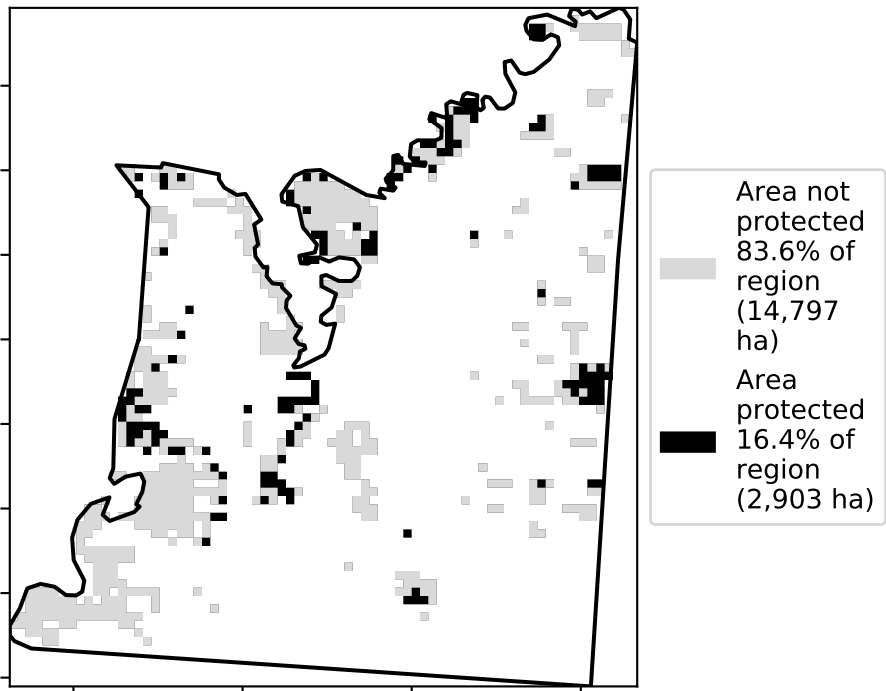 Area not
protected
83.6% of
region
(14,797
ha)
Area
protected
16.4% of
region
(2,903 ha)